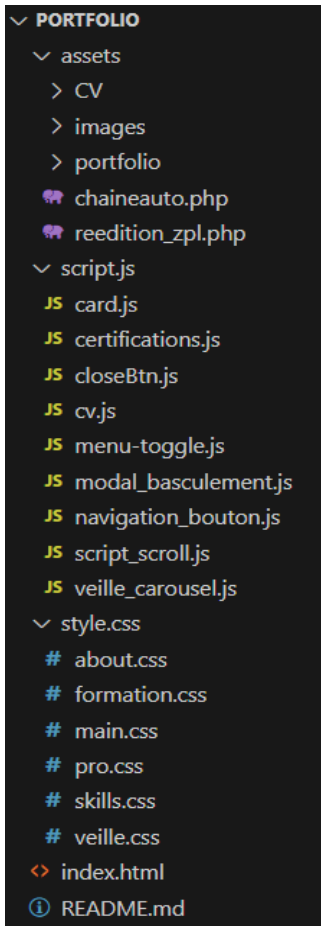 PORTFOLIO
assets
CV
images
portfolio
chaineauto.php
reedition_zpl.php
script.js
JS card.js
JS certifications.js
JS closeBtn.js
JS cv.js
JS menu-toggle.js
JS modal_basculement.js
JS navigation_bouton.js
JS script_scroll.js
JS veille_carousel.js
style.css
# about.css
# formation.css
# main.css
# pro.css
# skills.css
# veille.css
<> index.html
README.md